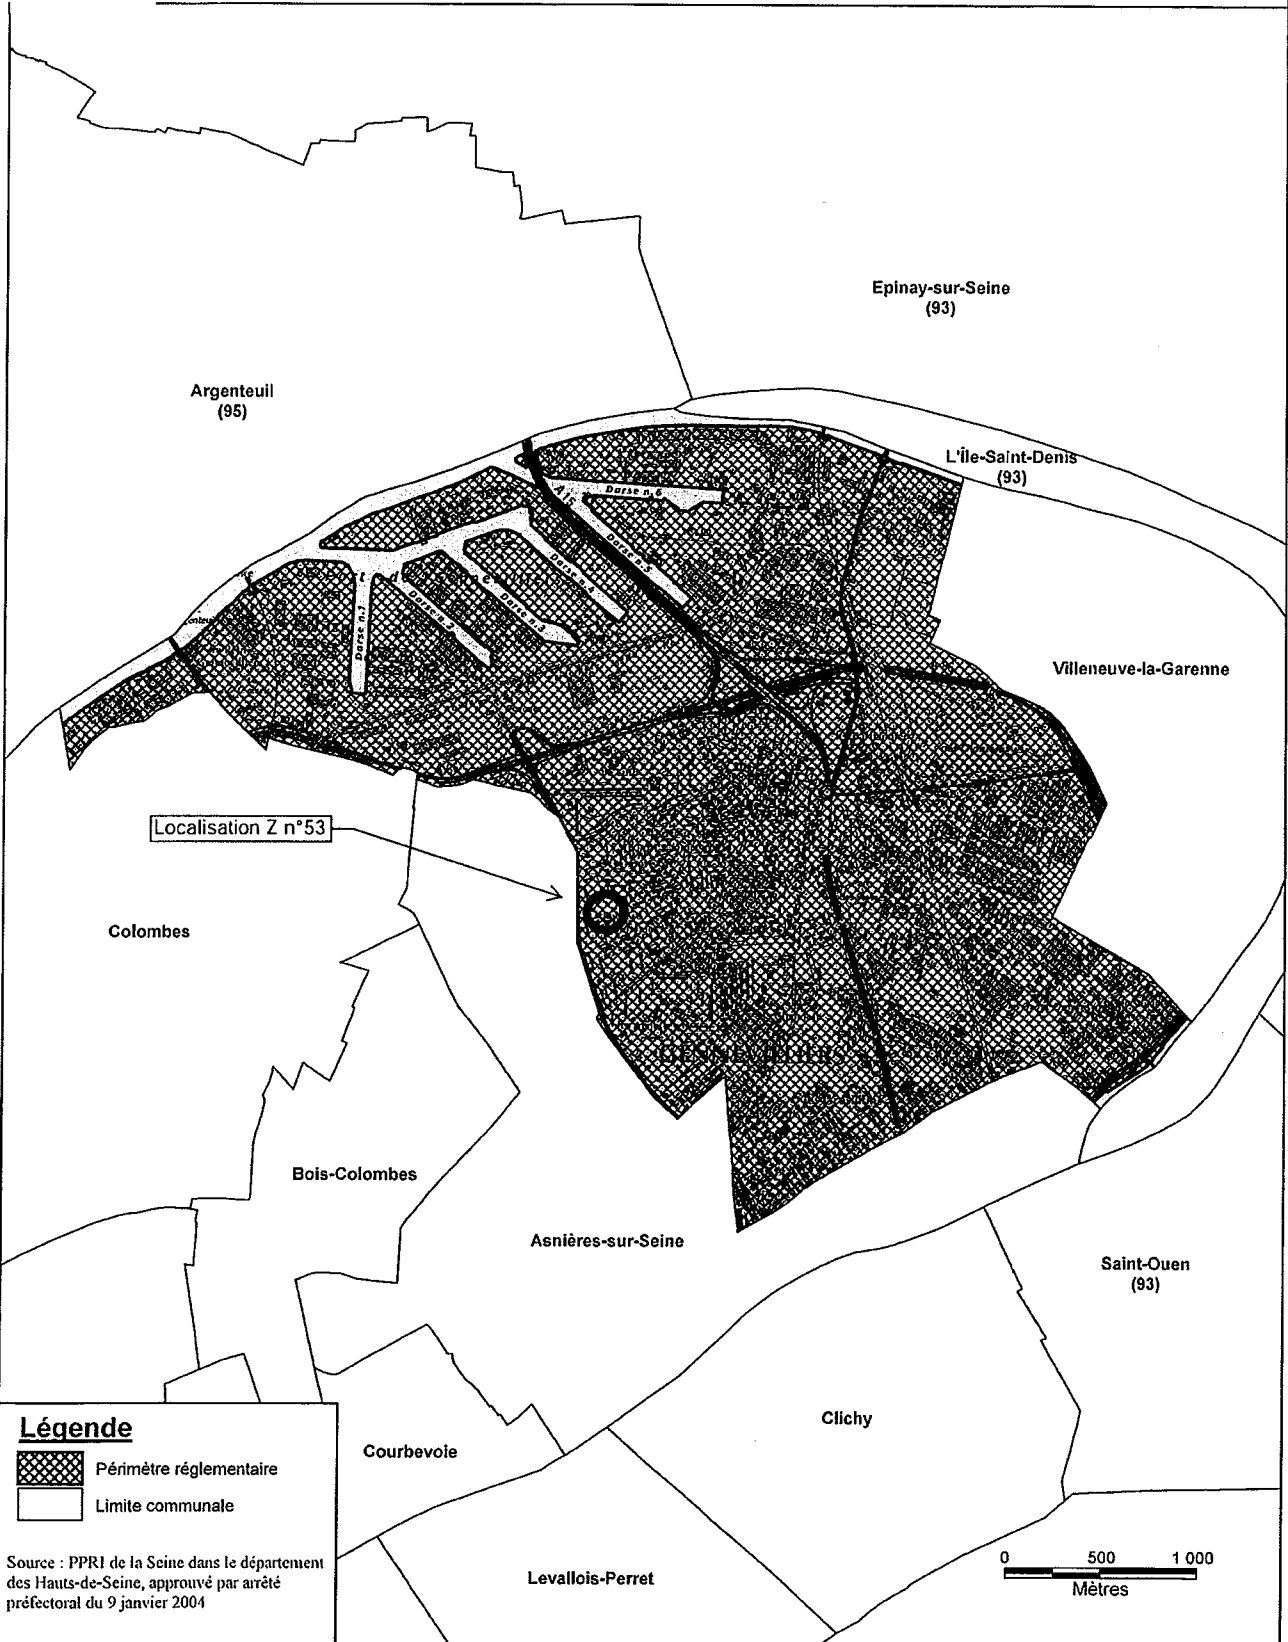 Epinay-sur-Seine
(93)
Argenteuil
(95)
L'Île-Saint-Denis
(93)
Darse n.6
Darse n.5
Darse n.4
Darse n.3
Darse n.2
Darse n.1
Villeneuve-la-Garenne
Localisation Z n°53
Colombes
GENNEVILLIERS
Bois-Colombes
Asnières-sur-Seine
Saint-Ouen
(93)
Clichy
Courbevoie
Levallois-Perret
Légende
Périmètre réglementaire
Limite communale
Source : PPRI de la Seine dans le département
des Hauts-de-Seine, approuvé par arrêté
préfectoral du 9 janvier 2004
0 500 1 000
Mètres